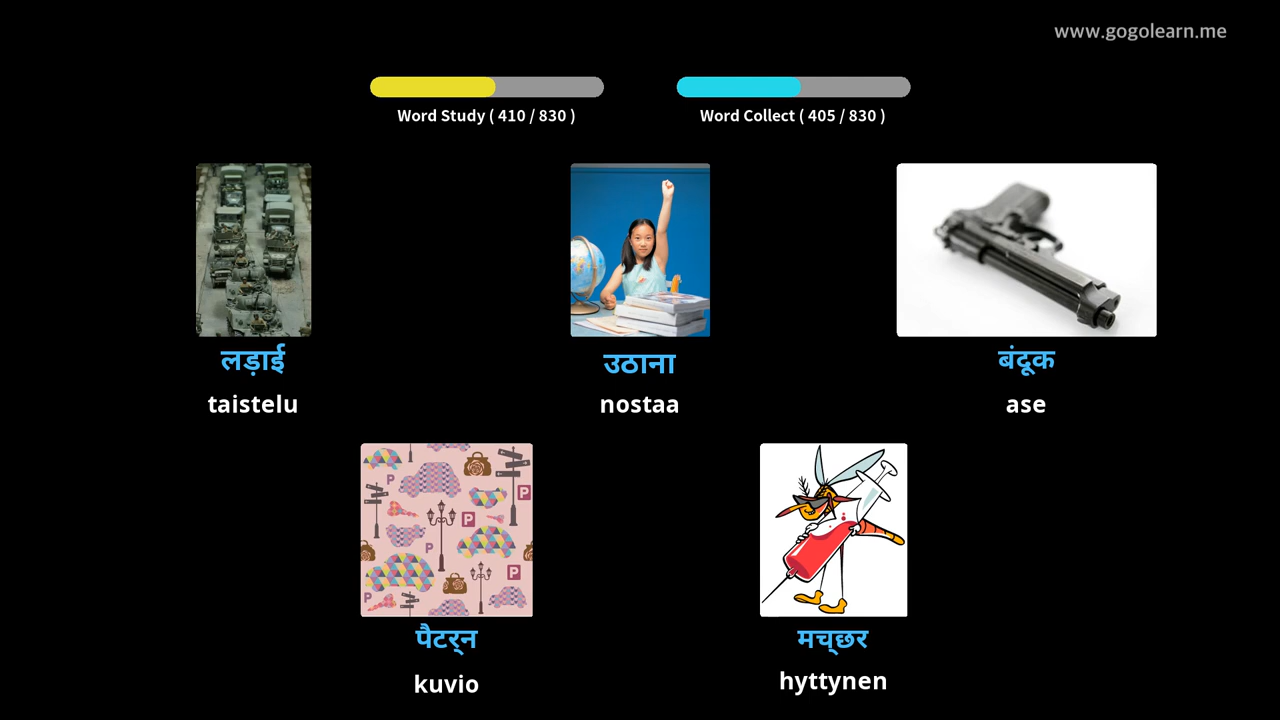 www.gogolearn.me
Word Study ( 410 / 830 )
Word Collect ( 405 / 830 )
लड़ाई
taistelu
उठाना
nostaa
बंदूक
ase
P
P
P
P
P
P
पैटर्न
kuvio
मच्छर
hyttynen